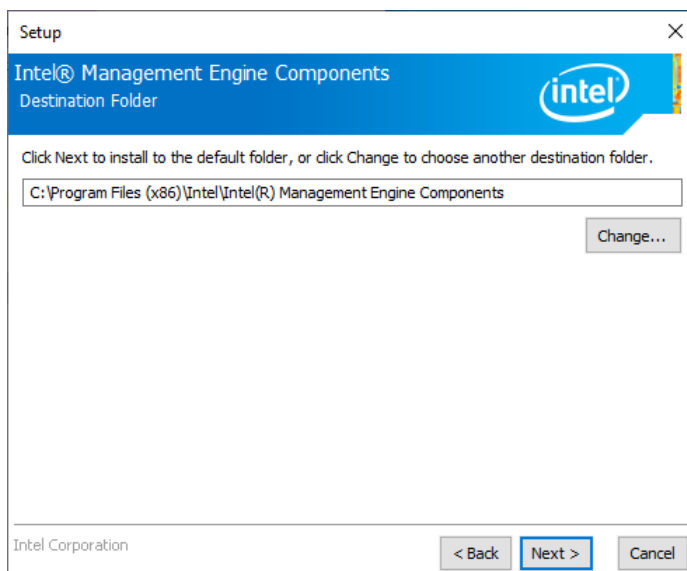 Setup
Intel® Management Engine Components
Destination Folder
intel
Click Next to install to the default folder, or click Change to choose another destination folder.
C:\Program Files (x86)\Intel\Intel(R) Management Engine Components
Change...
Intel Corporation
< Back
Next >
Cancel